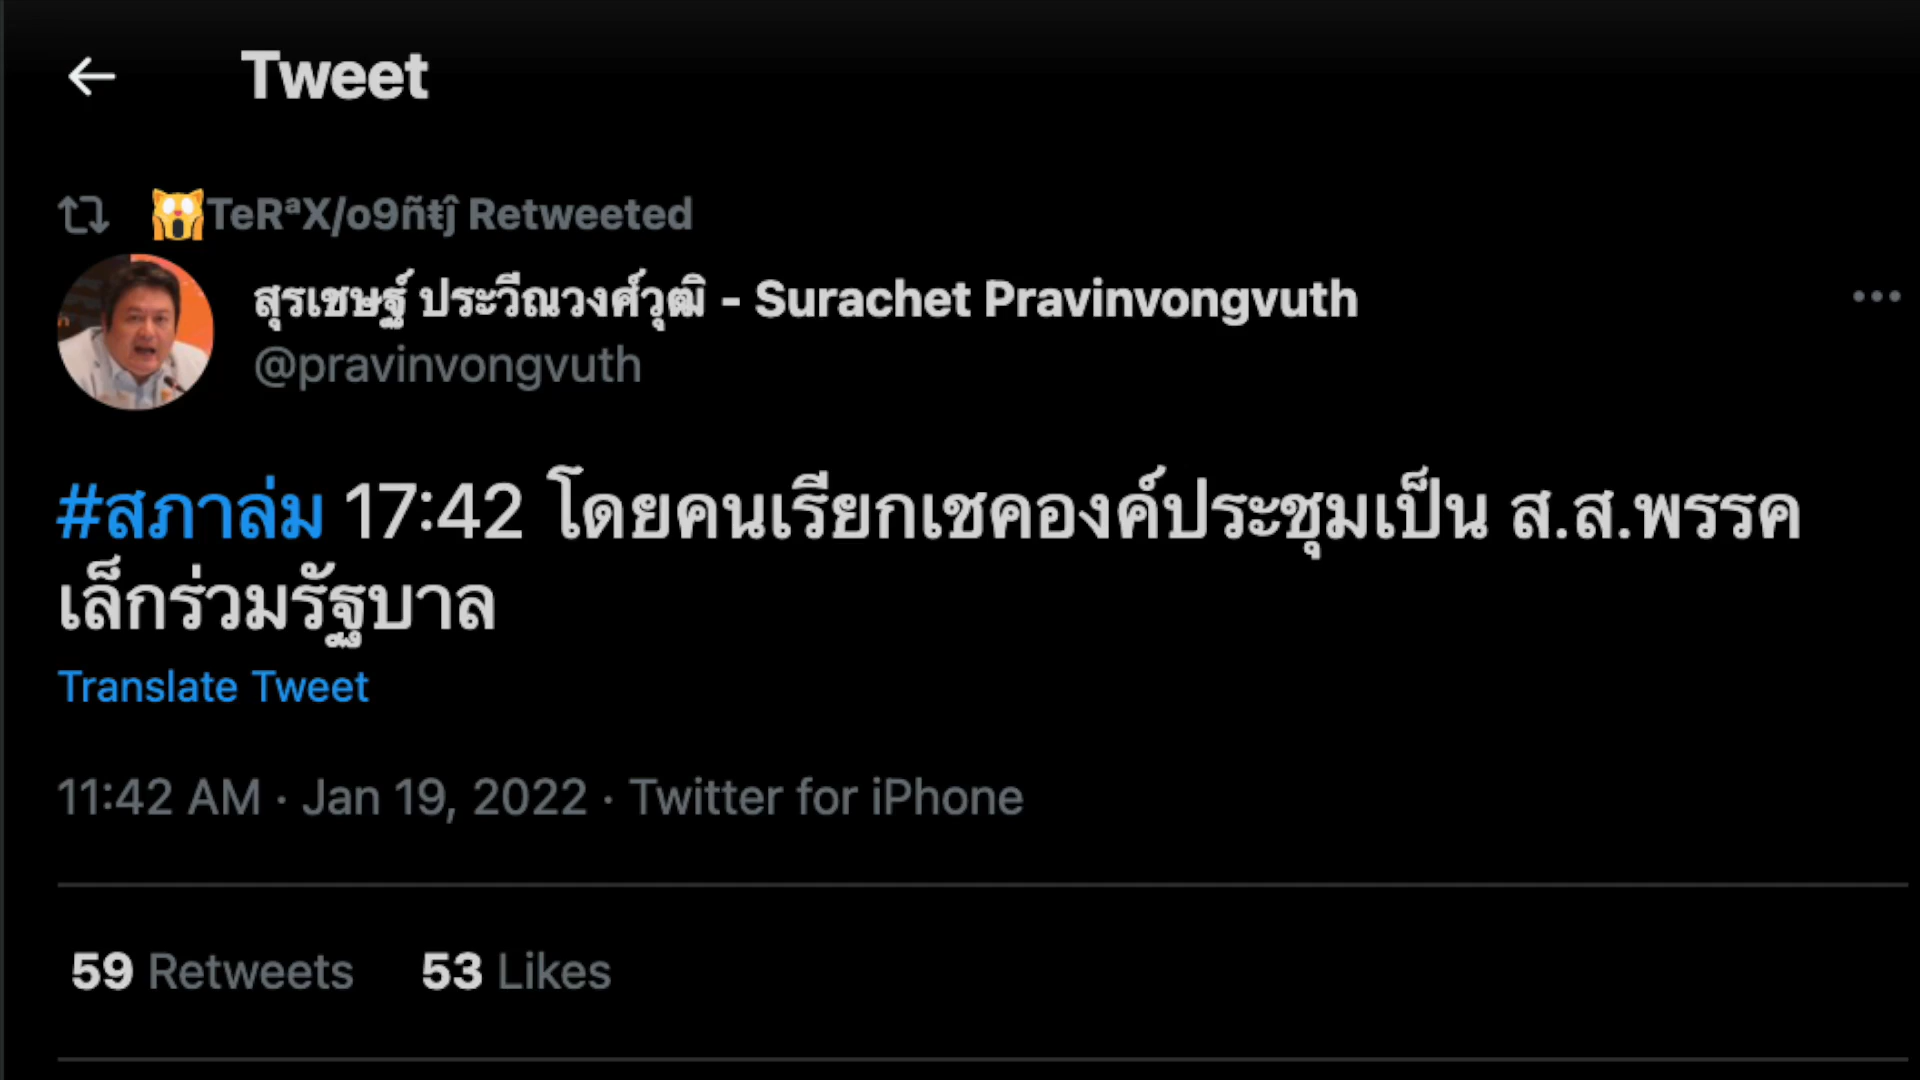 Tweet
TeRªX/o9ñŧĵ Retweeted
สุรเชษฐ์ ประวีณวงศ์วุฒิ - Surachet Pravinvongvuth
@pravinvongvuth
#สภาล่ม 17:42 โดยคนเรียกเชคองค์ประชุมเป็น ส.ส.พรรค
เล็กร่วมรัฐบาล
Translate Tweet
11:42 AM · Jan 19, 2022 · Twitter for iPhone
59 Retweets 53 Likes